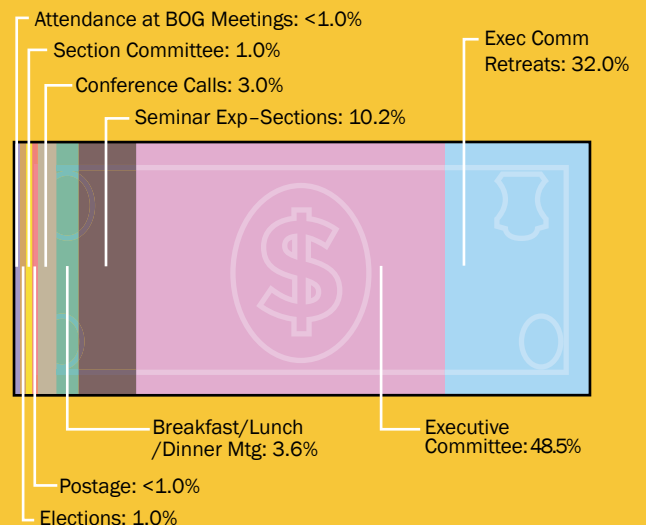 Attendance at BOG Meetings: <1.0%
Section Committee: 1.0%
Conference Calls: 3.0%
Seminar Exp–Sections: 10.2%
Exec Comm
Retreats: 32.0%
$
Breakfast/Lunch
/Dinner Mtg: 3.6%
Executive
Committee: 48.5%
Postage: <1.0%
Elections: 1.0%